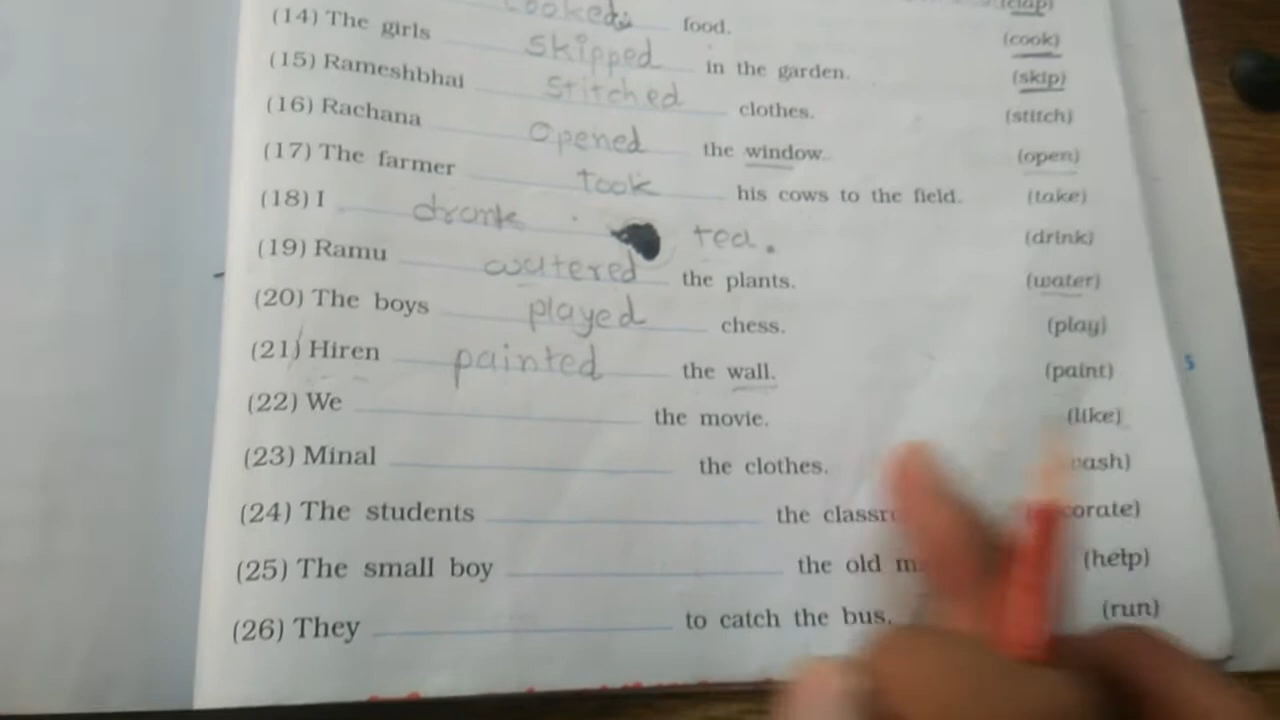 cooked food. (clap)
(14) The girls skipped in the garden. (cook)
(15) Rameshbhai stitched clothes. (skip)
(16) Rachana opened the window. (stitch)
(17) The farmer took his cows to the field. (open)
(18) I drank tea. (take)
(19) Ramu watered the plants. (drink)
(20) The boys played chess. (water)
(21) Hiren painted the wall. (play)
(22) We the movie. (paint)
(23) Minal the clothes. (like)
(24) The students the
(25) The small boy the old (help)
(26) They to catch the bus. (run)